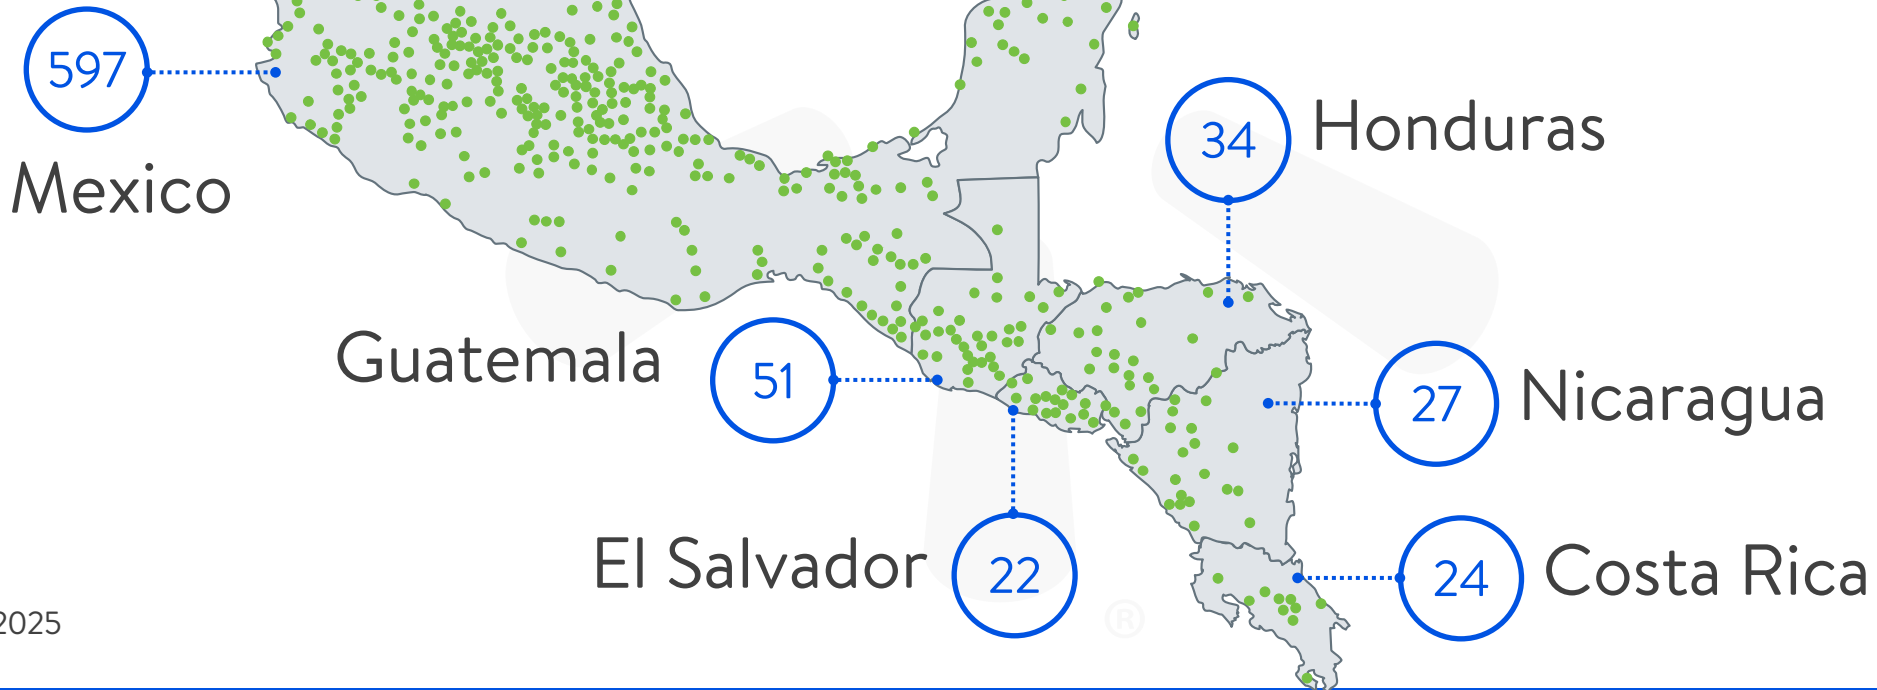 597
Mexico
34
Honduras
Guatemala
51
27
Nicaragua
El Salvador
22
24
Costa Rica
2025
®